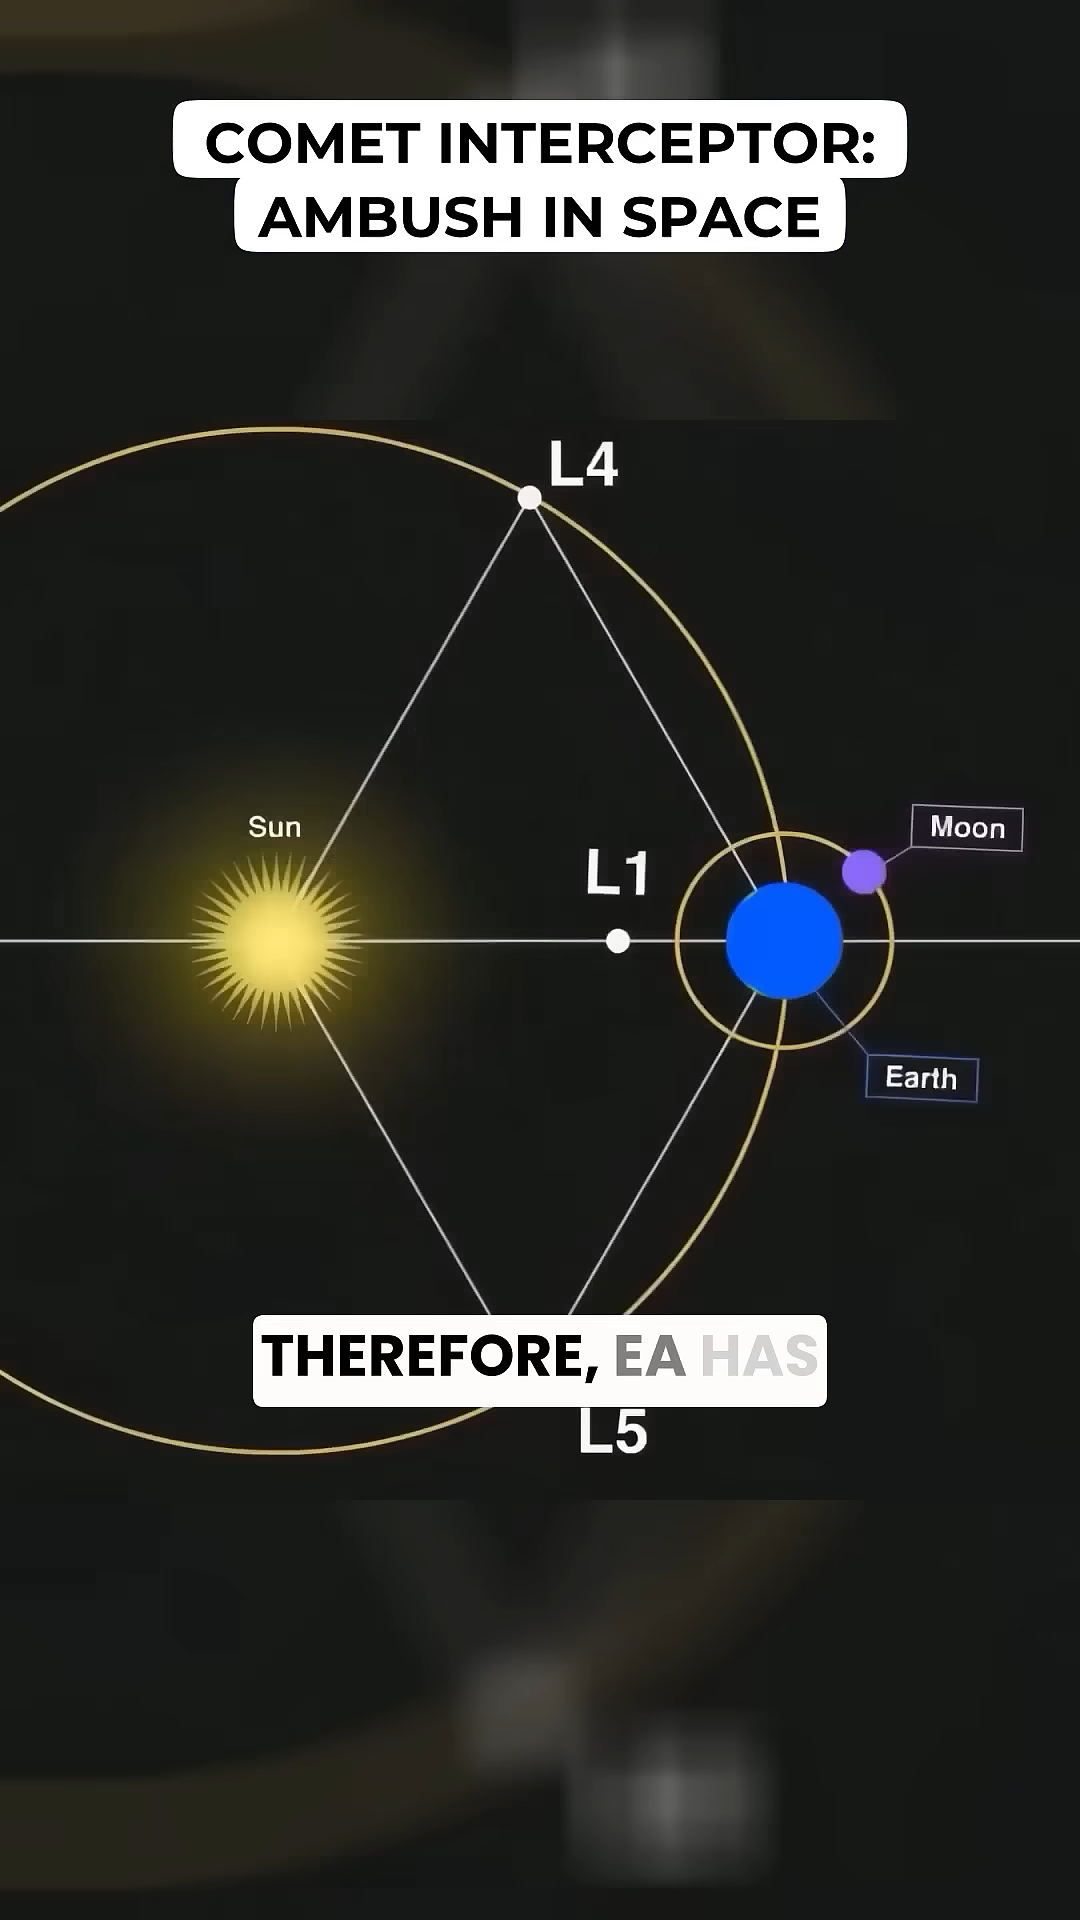 COMET INTERCEPTOR:
AMBUSH IN SPACE
L4
Sun
Moon
L1
Earth
THEREFORE, EA HAS
L5